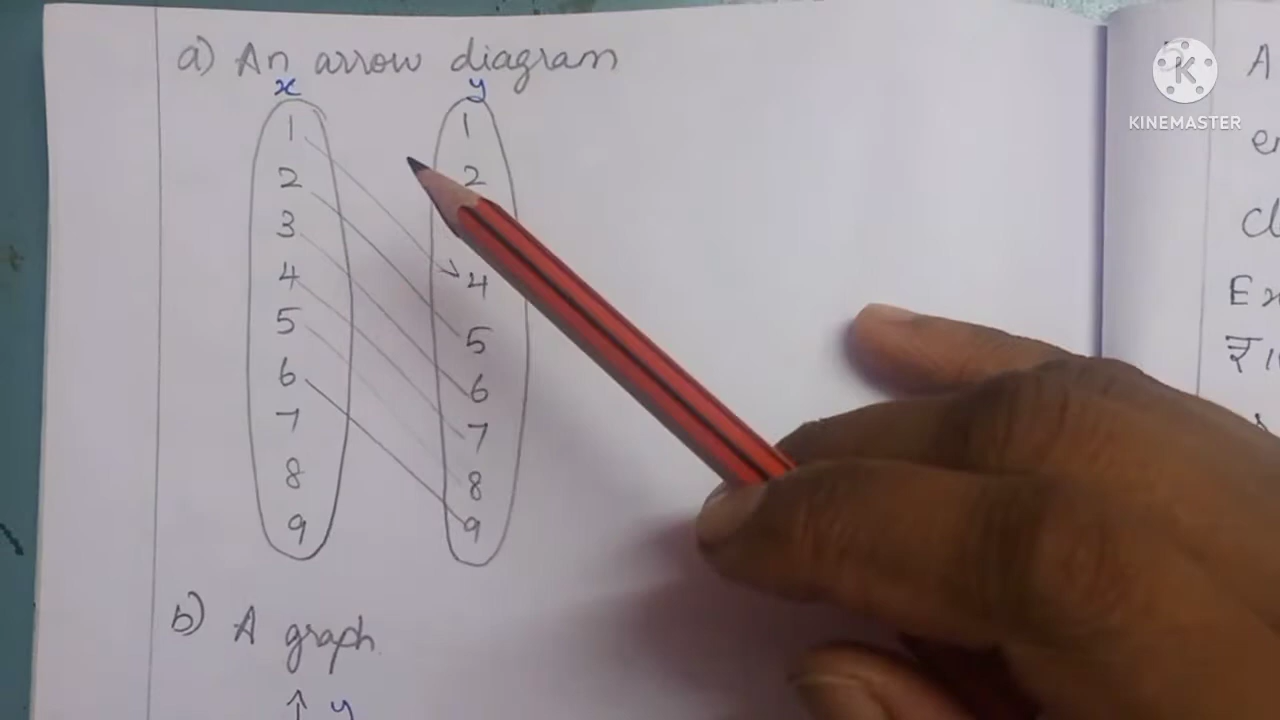 a) An arrow diagram
x y
1 1
2 2
3
4 4
5 5
6 6
7 7
8 8
9 9
b) A graph
y
KINEMASTER
K
A
Ex
₹